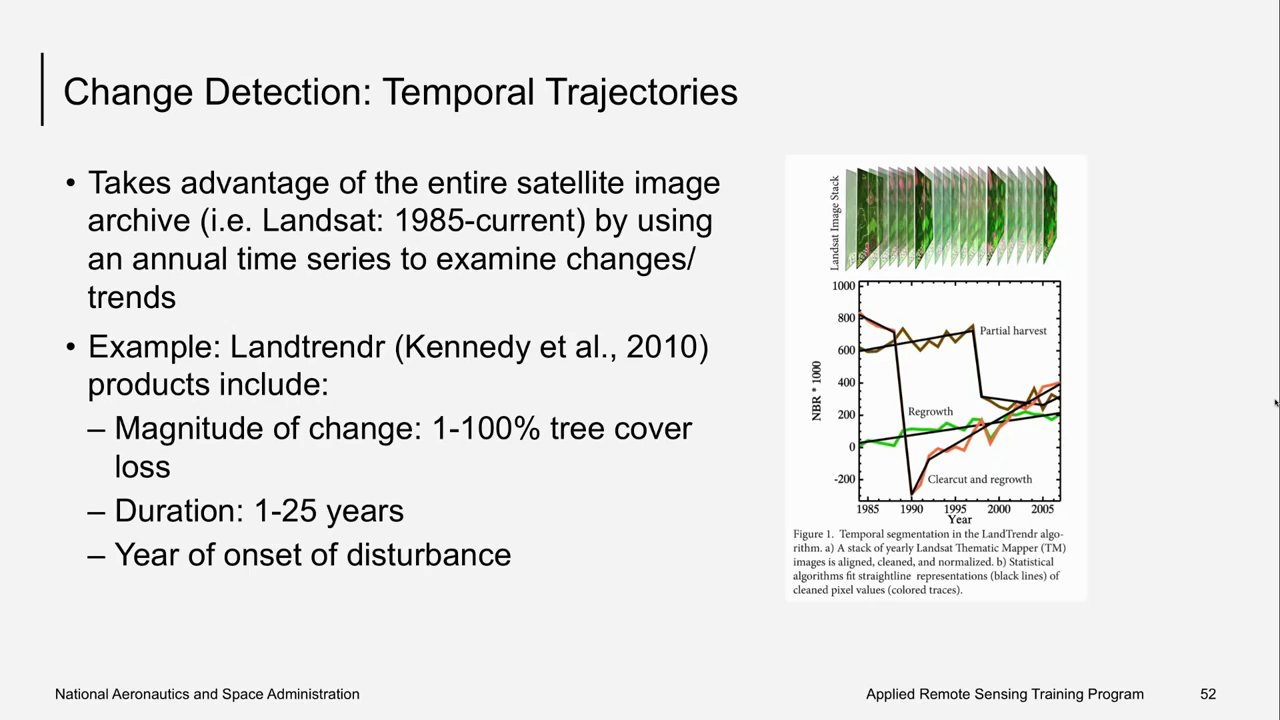 Change Detection: Temporal Trajectories
• Takes advantage of the entire satellite image
archive (i.e. Landsat: 1985-current) by using
an annual time series to examine changes/
trends
• Example: Landtrendr (Kennedy et al., 2010)
products include:
– Magnitude of change: 1-100% tree cover
loss
– Duration: 1-25 years
– Year of onset of disturbance
Landsat Image Stack
1000
800
600
400
200
0
-200
NBR * 1000
Partial harvest
Regrowth
Clearcut and regrowth
1985 1990 1995 2000 2005
Year
Figure 1. Temporal segmentation in the LandTrendr algo-
rithm. a) A stack of yearly Landsat Thematic Mapper (TM)
images is aligned, cleaned, and normalized. b) Statistical
algorithms fit straightline representations (black lines) of
cleaned pixel values (colored traces).
National Aeronautics and Space Administration
Applied Remote Sensing Training Program
52